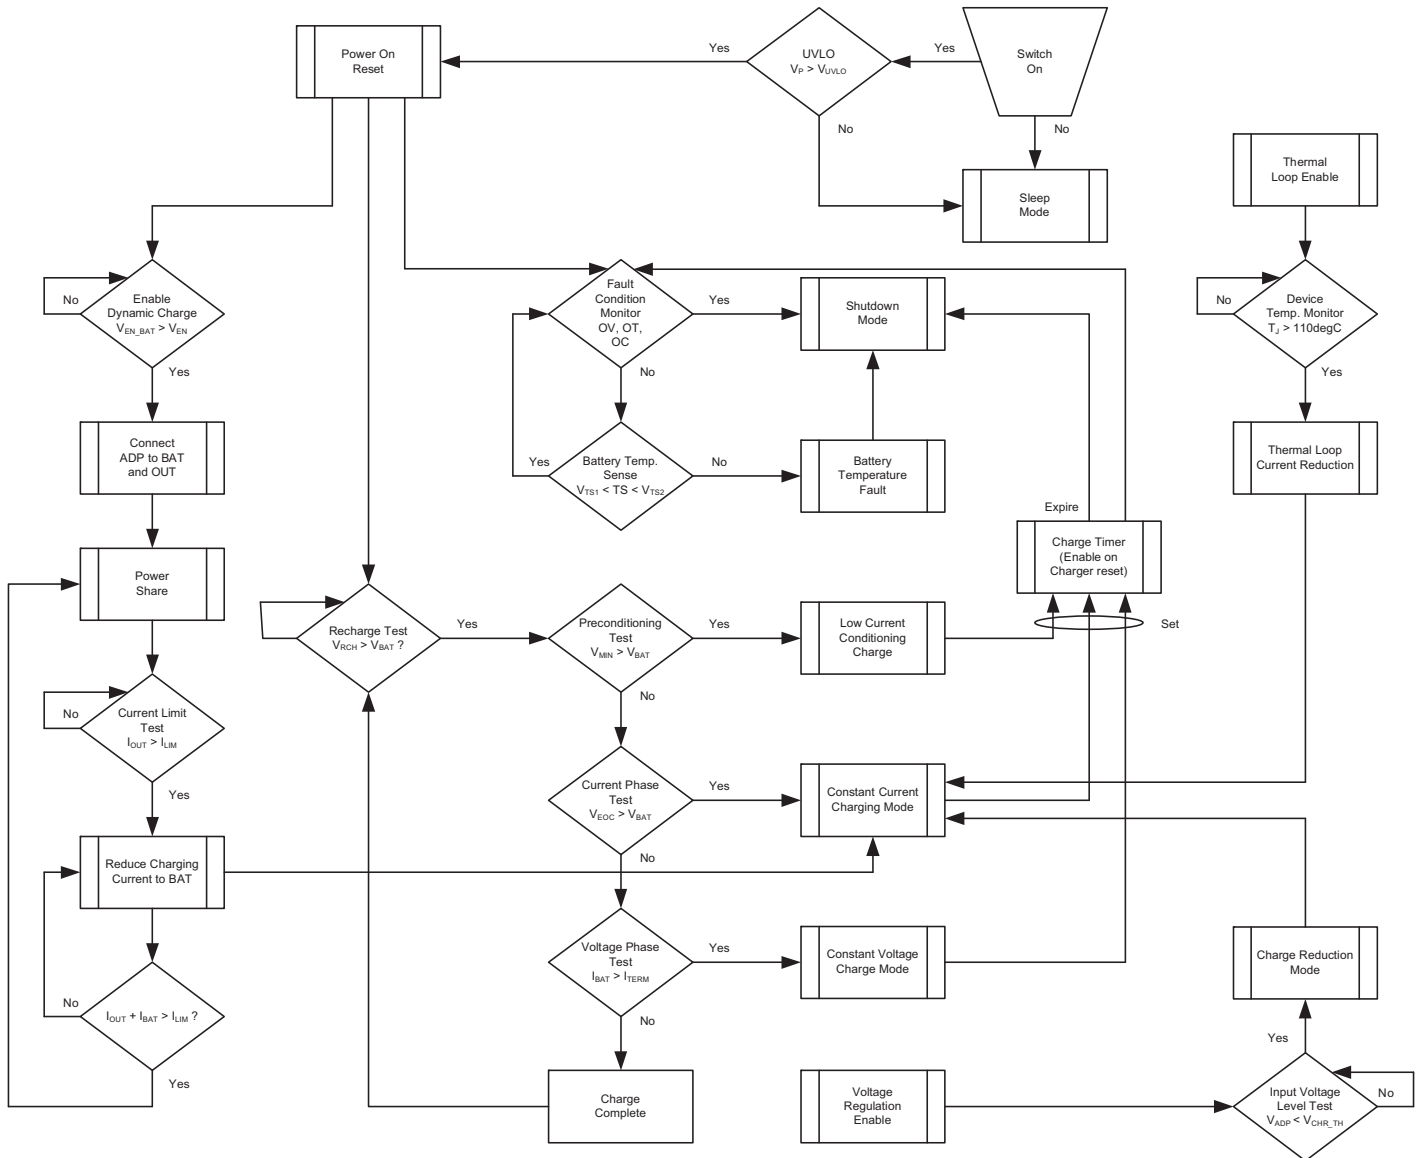 Power On
Reset
Yes
UVLO
V_P > V_UVLO
Yes
Switch
On
No
No
Sleep
Mode
Thermal
Loop Enable
No
Enable
Dynamic Charge
V_EN_BAT > V_EN
Yes
Fault
Condition
Monitor
OV, OT,
OC
Yes
No
Shutdown
Mode
No
Device
Temp. Monitor
T_J > 110degC
Yes
Connect
ADP to BAT
and OUT
Yes
Battery Temp.
Sense
V_TS1 < TS < V_TS2
No
Battery
Temperature
Fault
Thermal Loop
Current Reduction
Expire
Charge Timer
(Enable on
Charger reset)
Set
Power
Share
Recharge Test
V_RCH > V_BAT ?
Yes
Preconditioning
Test
V_MIN > V_BAT
Yes
No
Low Current
Conditioning
Charge
No
Current Limit
Test
I_OUT > I_LIM
Yes
Current Phase
Test
V_EOC > V_BAT
Yes
No
Constant Current
Charging Mode
Reduce Charging
Current to BAT
Voltage Phase
Test
I_BAT > I_TERM
Yes
No
Constant Voltage
Charge Mode
Charge Reduction
Mode
No
I_OUT + I_BAT > I_LIM ?
Yes
Charge
Complete
Voltage
Regulation
Enable
Yes
Input Voltage
Level Test
V_ADP < V_CHR_TH
No